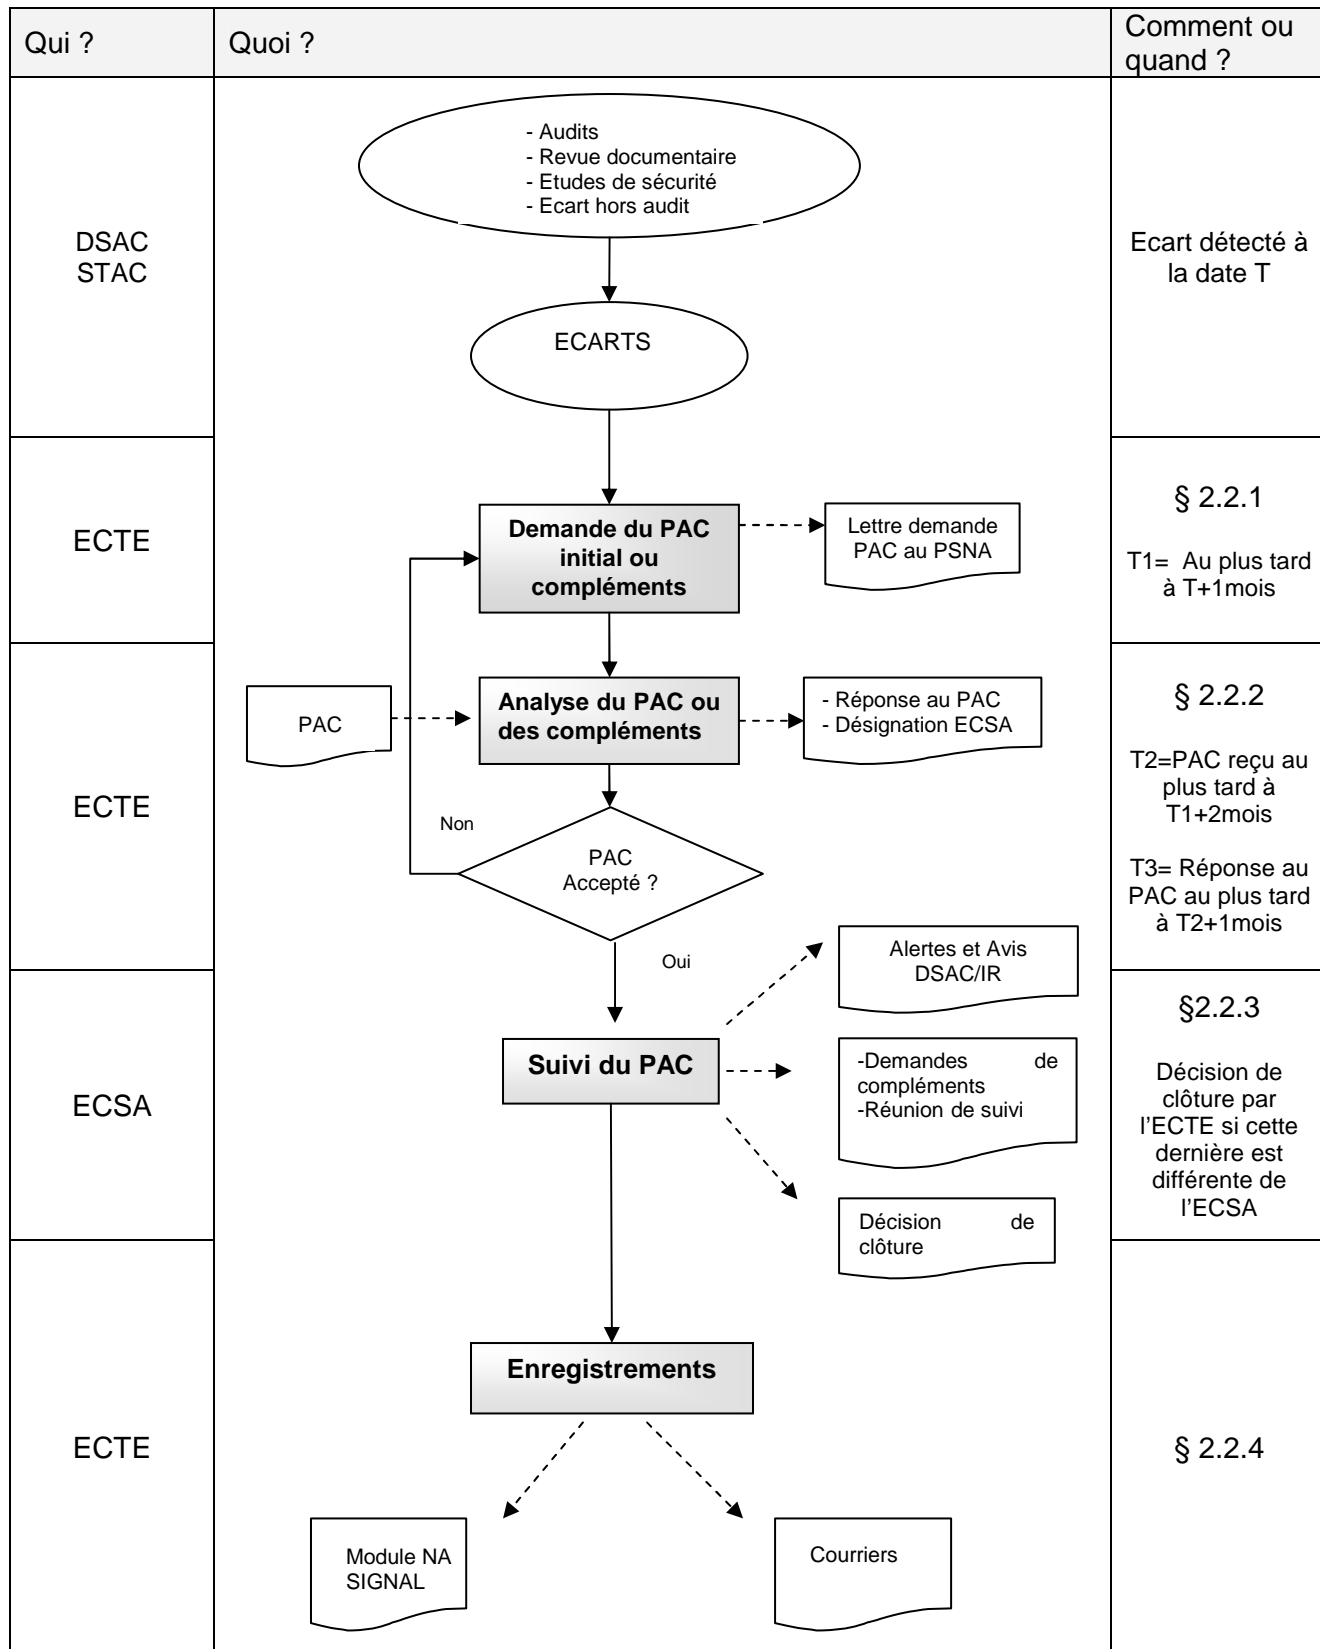 Qui ?
Quoi ?
Comment ou
quand ?
DSAC
STAC
- Audits
- Revue documentaire
- Etudes de sécurité
- Ecart hors audit
ECARTS
Ecart détecté à
la date T
ECTE
Demande du PAC
initial ou
compléments
Lettre demande
PAC au PSNA
§ 2.2.1
T1= Au plus tard
à T+1mois
ECTE
PAC
Analyse du PAC ou
des compléments
- Réponse au PAC
- Désignation ECSA
Non
PAC
Accepté ?
Oui
§ 2.2.2
T2=PAC reçu au
plus tard à
T1+2mois
T3= Réponse au
PAC au plus tard
à T2+1mois
ECSA
Suivi du PAC
Alertes et Avis
DSAC/IR
-Demandes de
compléments
-Réunion de suivi
Décision de
clôture
§2.2.3
Décision de
clôture par
l'ECTE si cette
dernière est
différente de
l'ECSA
ECTE
Enregistrements
Module NA
SIGNAL
Courriers
§ 2.2.4